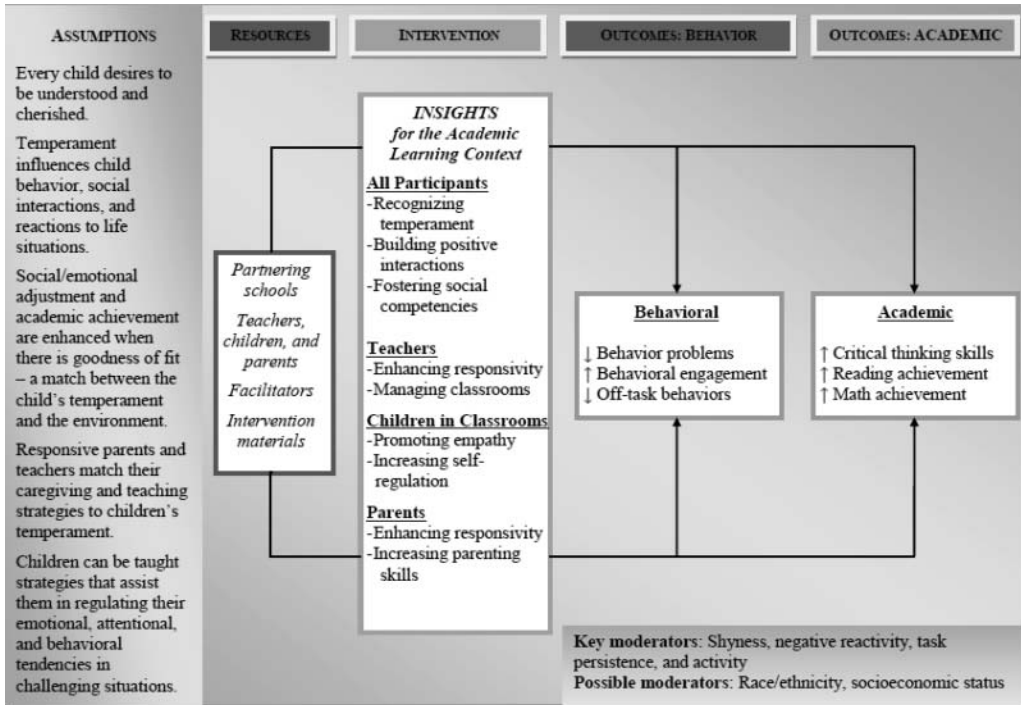 ASSUMPTIONS
Every child desires to
be understood and
cherished.
Temperament
influences child
behavior, social
interactions, and
reactions to life
situations.
Social/emotional
adjustment and
academic achievement
are enhanced when
there is goodness of fit
– a match between the
child's temperament
and the environment.
Responsive parents and
teachers match their
caregiving and teaching
strategies to children's
temperament.
Children can be taught
strategies that assist
them in regulating their
emotional, attentional,
and behavioral
tendencies in
challenging situations.
RESOURCES
Partnering
schools
Teachers,
children, and
parents
Facilitators
Intervention
materials
INTERVENTION
INSIGHTS
for the Academic
Learning Context
All Participants
-Recognizing
temperament
-Building positive
interactions
-Fostering social
competencies
Teachers
-Enhancing responsivity
-Managing classrooms
Children in Classrooms
-Promoting empathy
-Increasing self-
regulation
Parents
-Enhancing responsivity
-Increasing parenting
skills
OUTCOMES: BEHAVIOR
Behavioral
↓ Behavior problems
↑ Behavioral engagement
↓ Off-task behaviors
OUTCOMES: ACADEMIC
Academic
↑ Critical thinking skills
↑ Reading achievement
↑ Math achievement
Key moderators: Shyness, negative reactivity, task
persistence, and activity
Possible moderators: Race/ethnicity, socioeconomic status